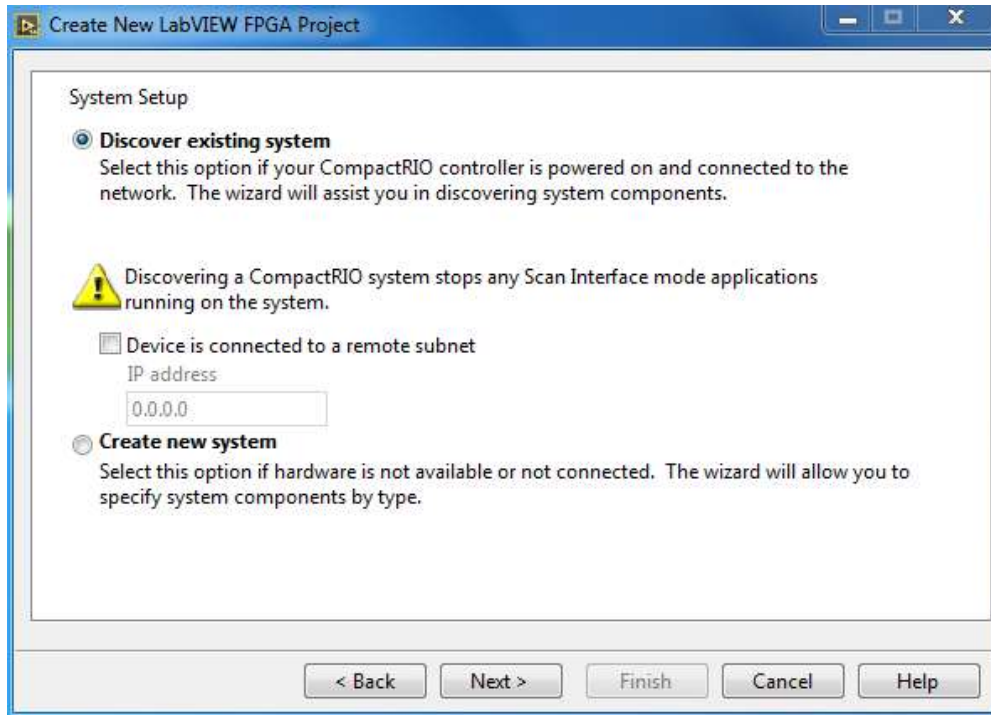 Create New LabVIEW FPGA Project
System Setup
Discover existing system
Select this option if your CompactRIO controller is powered on and connected to the
network. The wizard will assist you in discovering system components.
Discovering a CompactRIO system stops any Scan Interface mode applications
running on the system.
Device is connected to a remote subnet
IP address
0.0.0.0
Create new system
Select this option if hardware is not available or not connected. The wizard will allow you to
specify system components by type.
< Back Next > Finish Cancel Help